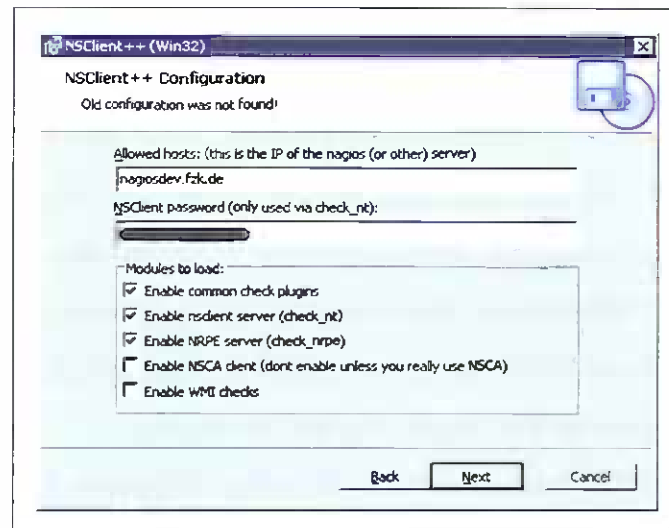 NSClient++ (Win32)
NSClient++ Configuration
Old configuration was not found!
Allowed hosts: (this is the IP of the nagios (or other) server)
nagiosdev.fzk.de
NSClient password (only used via check_nt):
Modules to load:
Enable common check plugins
Enable nsclient server (check_nt)
Enable NRPE server (check_nrpe)
Enable NSCA client (dont enable unless you really use NSCA)
Enable WMI checks
Back
Next
Cancel